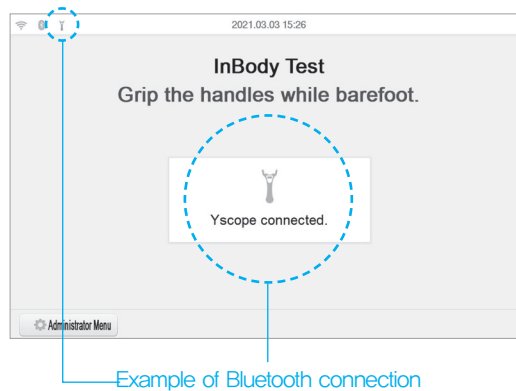 2021.03.03 15:26
InBody Test
Grip the handles while barefoot.
Yscope connected.
Administrator Menu
Example of Bluetooth connection